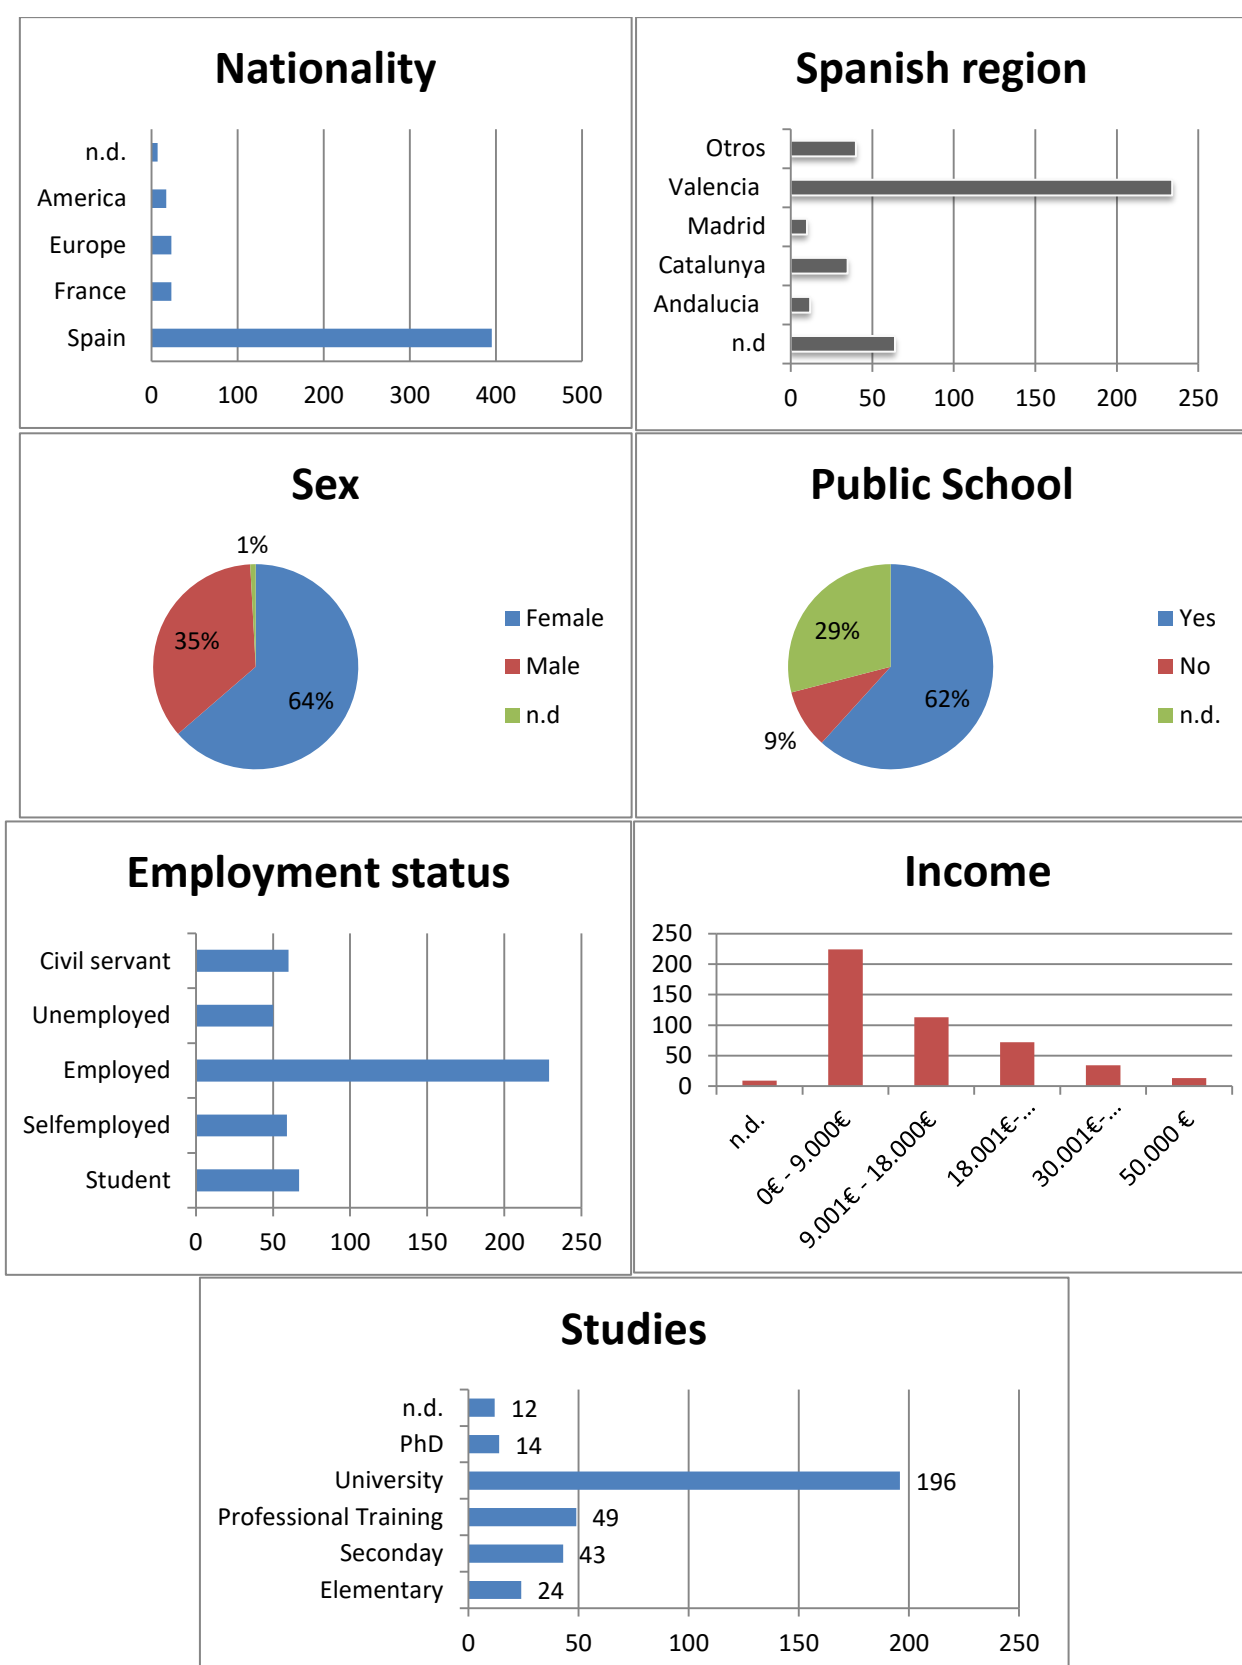 Nationality
n.d.
America
Europe
France
Spain
0 100 200 300 400 500
Spanish region
Otros
Valencia
Madrid
Catalunya
Andalucia
n.d
0 50 100 150 200 250
Sex
1%
35%
64%
Female
Male
n.d
Public School
29%
62%
9%
Yes
No
n.d.
Employment status
Civil servant
Unemployed
Employed
Selfemployed
Student
0 50 100 150 200 250
Income
250
200
150
100
50
0
n.d.
0€ - 9.000€
9.001€ - 18.000€
18.001€-...
30.001€-...
50.000 €
Studies
n.d. 12
PhD 14
University 196
Professional Training 49
Seconday 43
Elementary 24
0 50 100 150 200 250